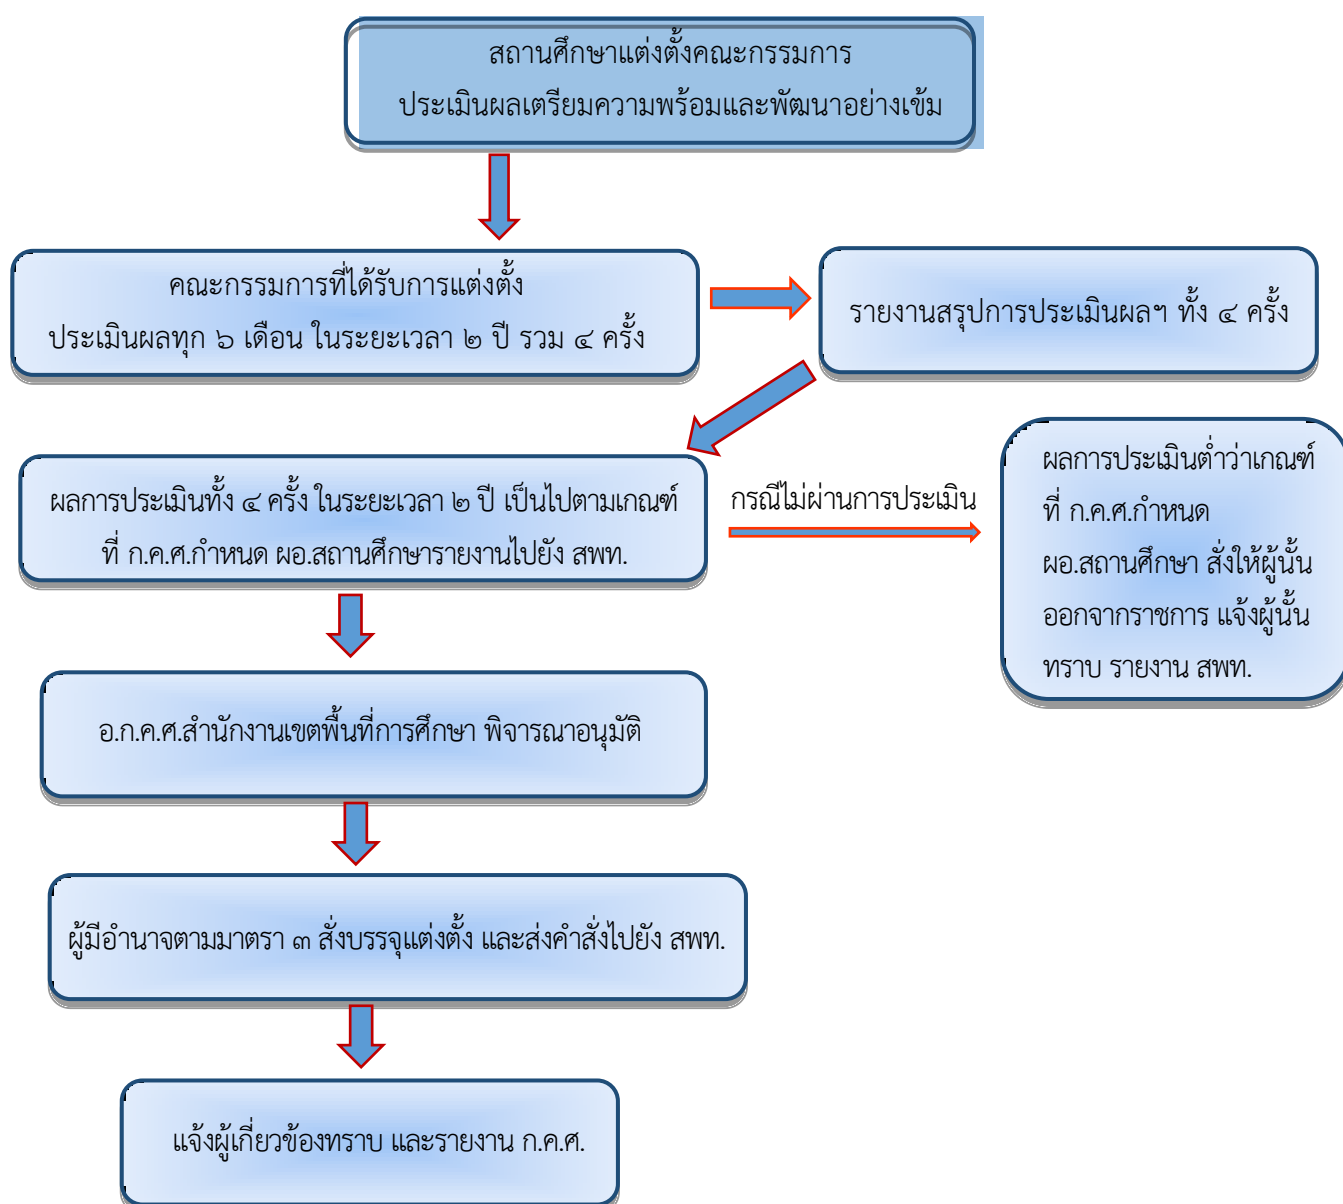 สถานศึกษาแต่งตั้งคณะกรรมการ
ประเมินผลเตรียมความพร้อมและพัฒนาอย่างเข้ม
คณะกรรมการที่ได้รับการแต่งตั้ง
ประเมินผลทุก ๖ เดือน ในระยะเวลา ๒ ปี รวม ๔ ครั้ง
รายงานสรุปการประเมินผลฯ ทั้ง ๔ ครั้ง
ผลการประเมินทั้ง ๔ ครั้ง ในระยะเวลา ๒ ปี เป็นไปตามเกณฑ์
ที่ ก.ค.ศ.กำหนด ผอ.สถานศึกษารายงานไปยัง สพท.
กรณีไม่ผ่านการประเมิน
ผลการประเมินต่ำว่าเกณฑ์
ที่ ก.ค.ศ.กำหนด
ผอ.สถานศึกษา สั่งให้ผู้นั้น
ออกจากราชการ แจ้งผู้นั้น
ทราบ รายงาน สพท.
อ.ก.ค.ศ.สำนักงานเขตพื้นที่การศึกษา พิจารณาอนุมัติ
ผู้มีอำนาจตามมาตรา ๓ สั่งบรรจุแต่งตั้ง และส่งคำสั่งไปยัง สพท.
แจ้งผู้เกี่ยวข้องทราบ และรายงาน ก.ค.ศ.